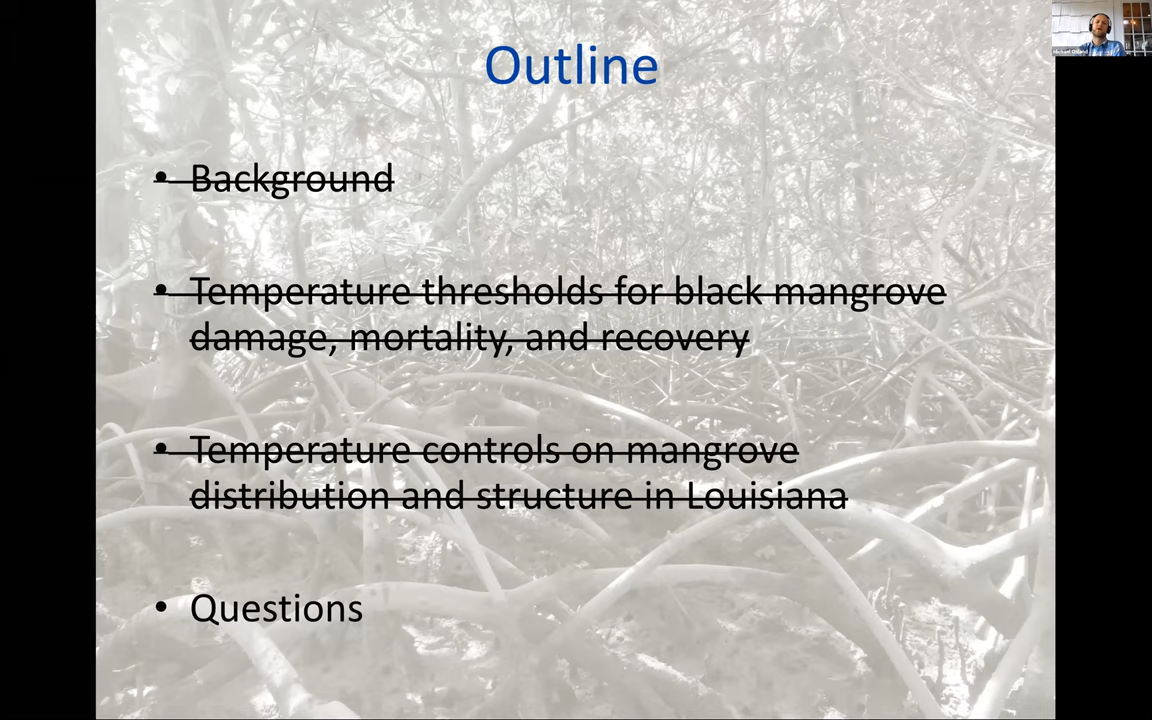 Outline
• Background
• Temperature thresholds for black mangrove
damage, mortality, and recovery
• Temperature controls on mangrove
distribution and structure in Louisiana
• Questions